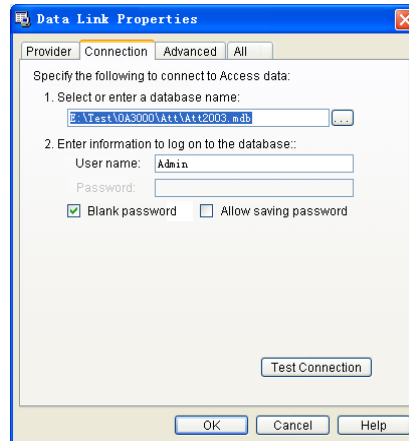 Data Link Properties
Provider Connection Advanced All
Specify the following to connect to Access data:
1. Select or enter a database name:
E:\Test\OA3000\Att\Att2003.mdb ...
2. Enter information to log on to the database::
User name: Admin
Password:
Blank password Allow saving password
Test Connection
OK Cancel Help